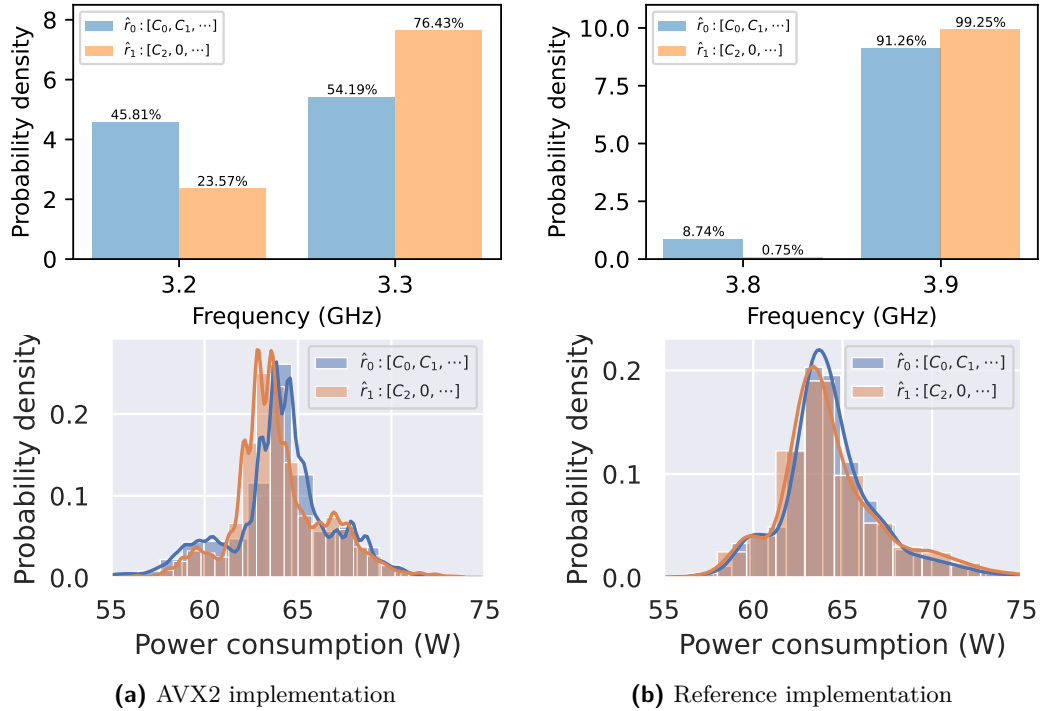 Probability density
8
6
4
2
0
r̂₀ : [C₀, C₁, ⋯]
r̂₁ : [C₂, 0, ⋯]
45.81%
23.57%
54.19%
76.43%
3.2
3.3
Frequency (GHz)
Probability density
10.0
7.5
5.0
2.5
0.0
r̂₀ : [C₀, C₁, ⋯]
r̂₁ : [C₂, 0, ⋯]
8.74%
0.75%
91.26%
99.25%
3.8
3.9
Frequency (GHz)
Probability density
0.2
0.1
0.0
r̂₀ : [C₀, C₁, ⋯]
r̂₁ : [C₂, 0, ⋯]
55
60
65
70
75
Power consumption (W)
Probability density
0.2
0.1
0.0
r̂₀ : [C₀, C₁, ⋯]
r̂₁ : [C₂, 0, ⋯]
55
60
65
70
75
Power consumption (W)
(a) AVX2 implementation
(b) Reference implementation